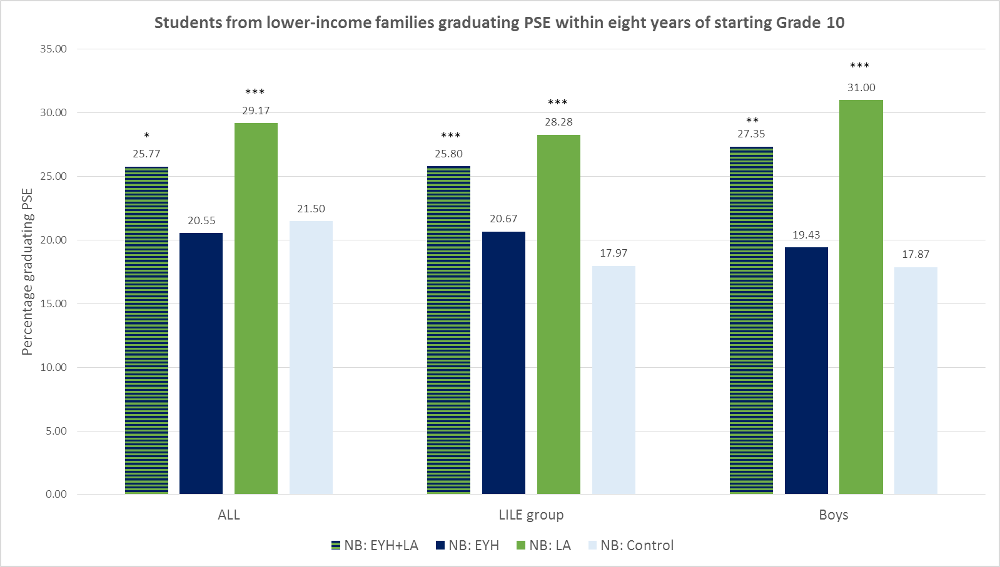 Students from lower-income families graduating PSE within eight years of starting Grade 10
Percentage graduating PSE
35.00
30.00
25.00
20.00
15.00
10.00
5.00
0.00
*
25.77
20.55
***
29.17
21.50
***
25.80
20.67
***
28.28
17.97
**
27.35
19.43
***
31.00
17.87
ALL
LILE group
Boys
NB: EYH+LA
NB: EYH
NB: LA
NB: Control